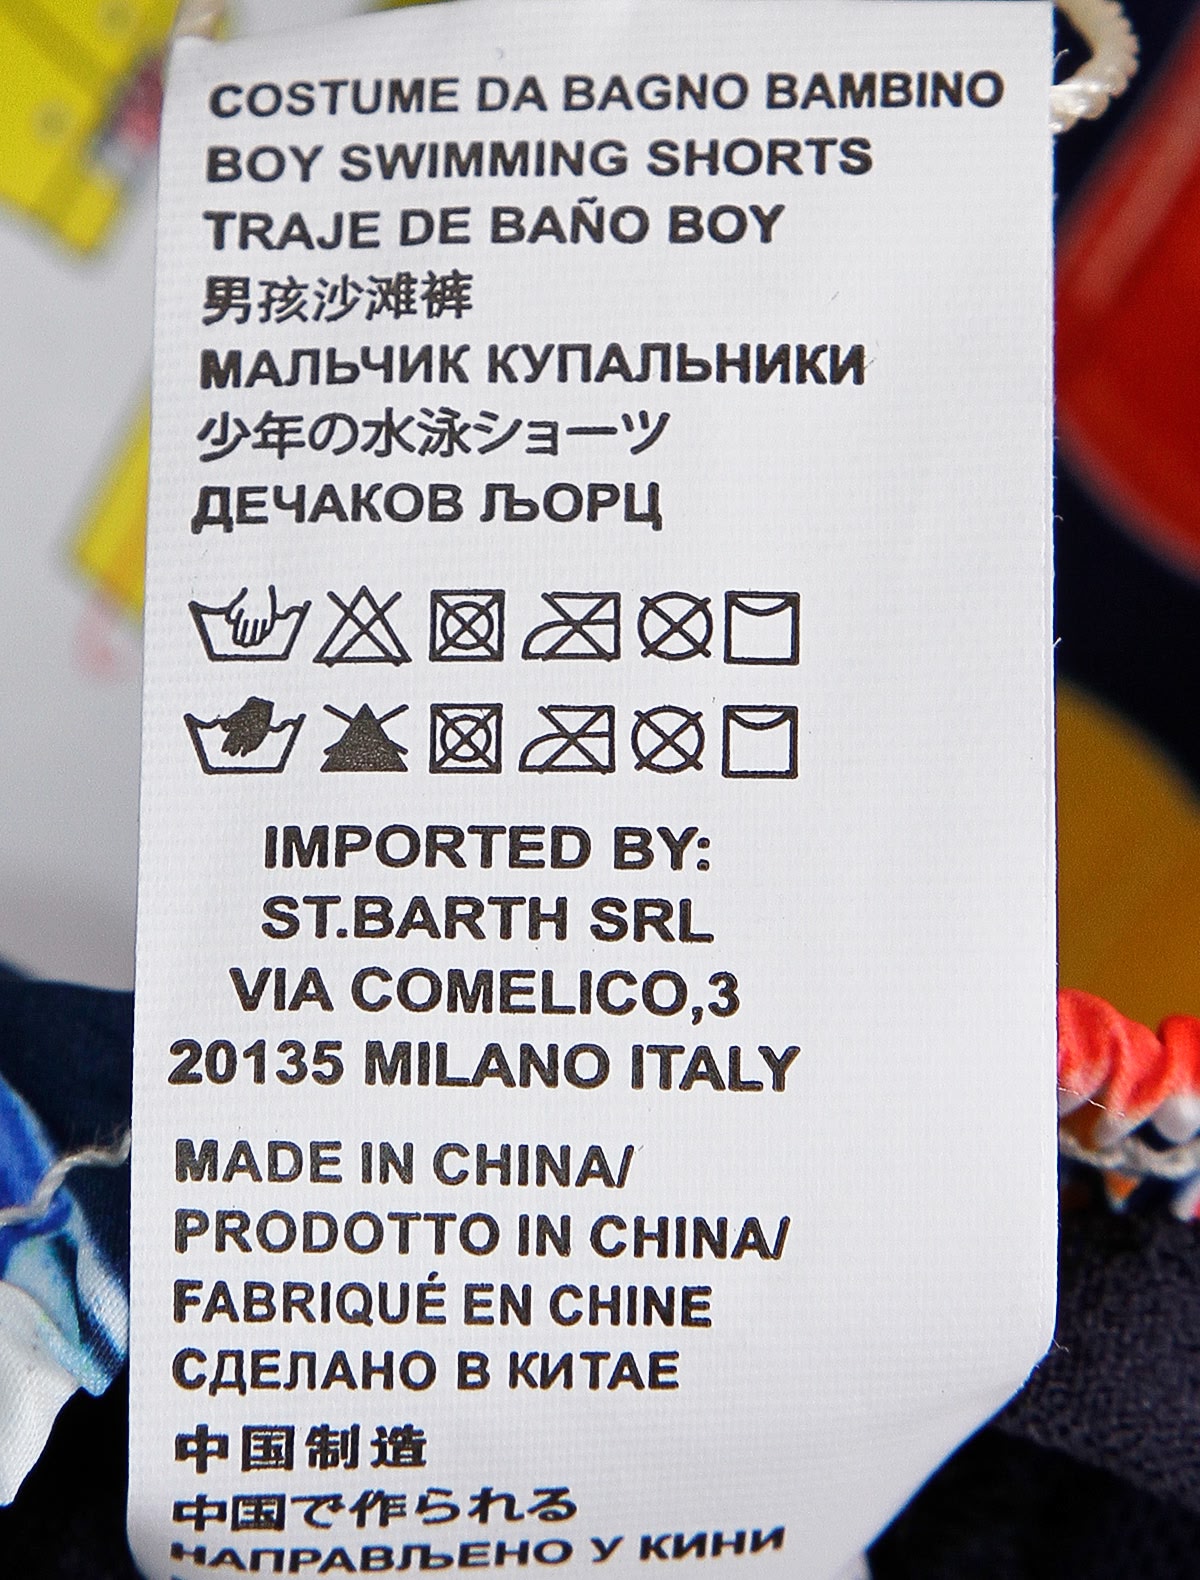 COSTUME DA BAGNO BAMBINO
BOY SWIMMING SHORTS
TRAJE DE BAÑO BOY
男孩沙滩裤
МАЛЬЧИК КУПАЛЬНИКИ
少年の水泳ショーツ
ДЕЧАКОВ ЉОРЦ
IMPORTED BY:
ST.BARTH SRL
VIA COMELICO,3
20135 MILANO ITALY
MADE IN CHINA/
PRODOTTO IN CHINA/
FABRIQUÉ EN CHINE
СДЕЛАНО В КИТАЕ
中国制造
中国で作られる
НАПРАВЉЕНО У КИНИ